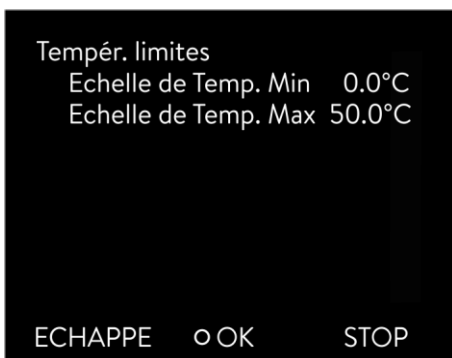 Tempér. limites
Echelle de Temp. Min 0.0°C
Echelle de Temp. Max 50.0°C
ECHAPPE O OK STOP